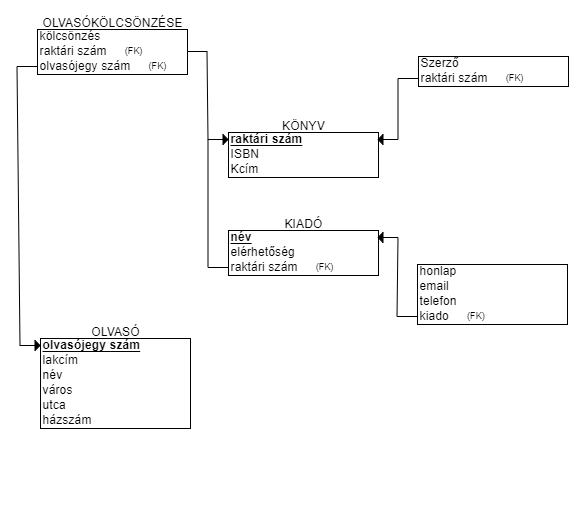 OLVASÓKÖLCSÖNZÉSE
kölcsönzés
raktári szám (FK)
olvasójegy szám (FK)
Szerző
raktári szám (FK)
KÖNYV
raktári szám
ISBN
Kcím
KIADÓ
név
elérhetőség
raktári szám (FK)
honlap
email
telefon
kiado (FK)
OLVASÓ
olvasójegy szám
lakcím
név
város
utca
házszám